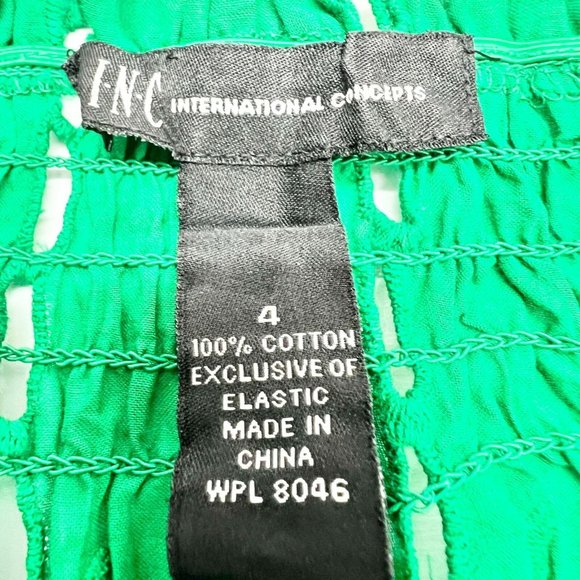 I·N·C INTERNATIONAL CONCEPTS
4
100% COTTON
EXCLUSIVE OF
ELASTIC
MADE IN
CHINA
WPL 8046